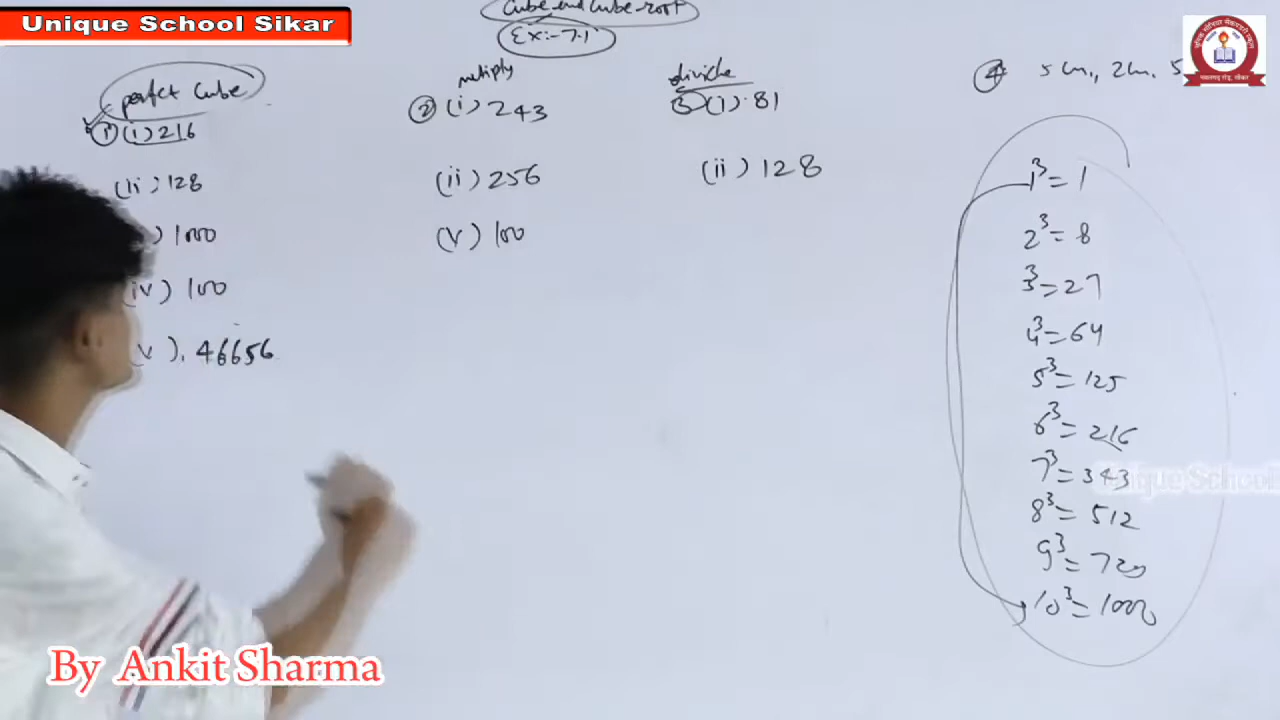 Unique School Sikar
Cube and Cube-root
Ex:-7.1
perfect Cube
① (i) 216
(ii) 128
) 1000
(iv) 100
(v). 46656
multiply
② (i) 243
(ii) 256
(v) 100
divide
③ (i) 81
(ii) 128
④ 5 cm, 2 cm. 5
1³ = 1
2³ = 8
3³ = 27
4³ = 64
5³ = 125
6³ = 216
7³ = 343
8³ = 512
9³ = 729
10³ = 1000
Unique School
By Ankit Sharma